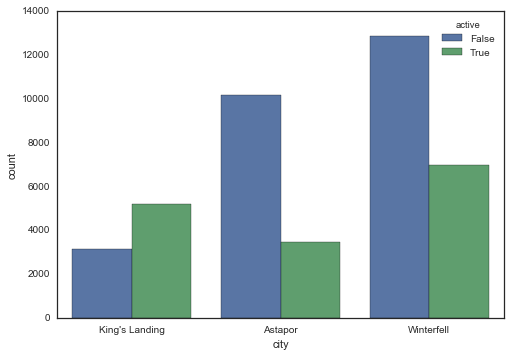 14000
12000
10000
8000
6000
4000
2000
0
count
King's Landing
Astapor
Winterfell
city
active
False
True